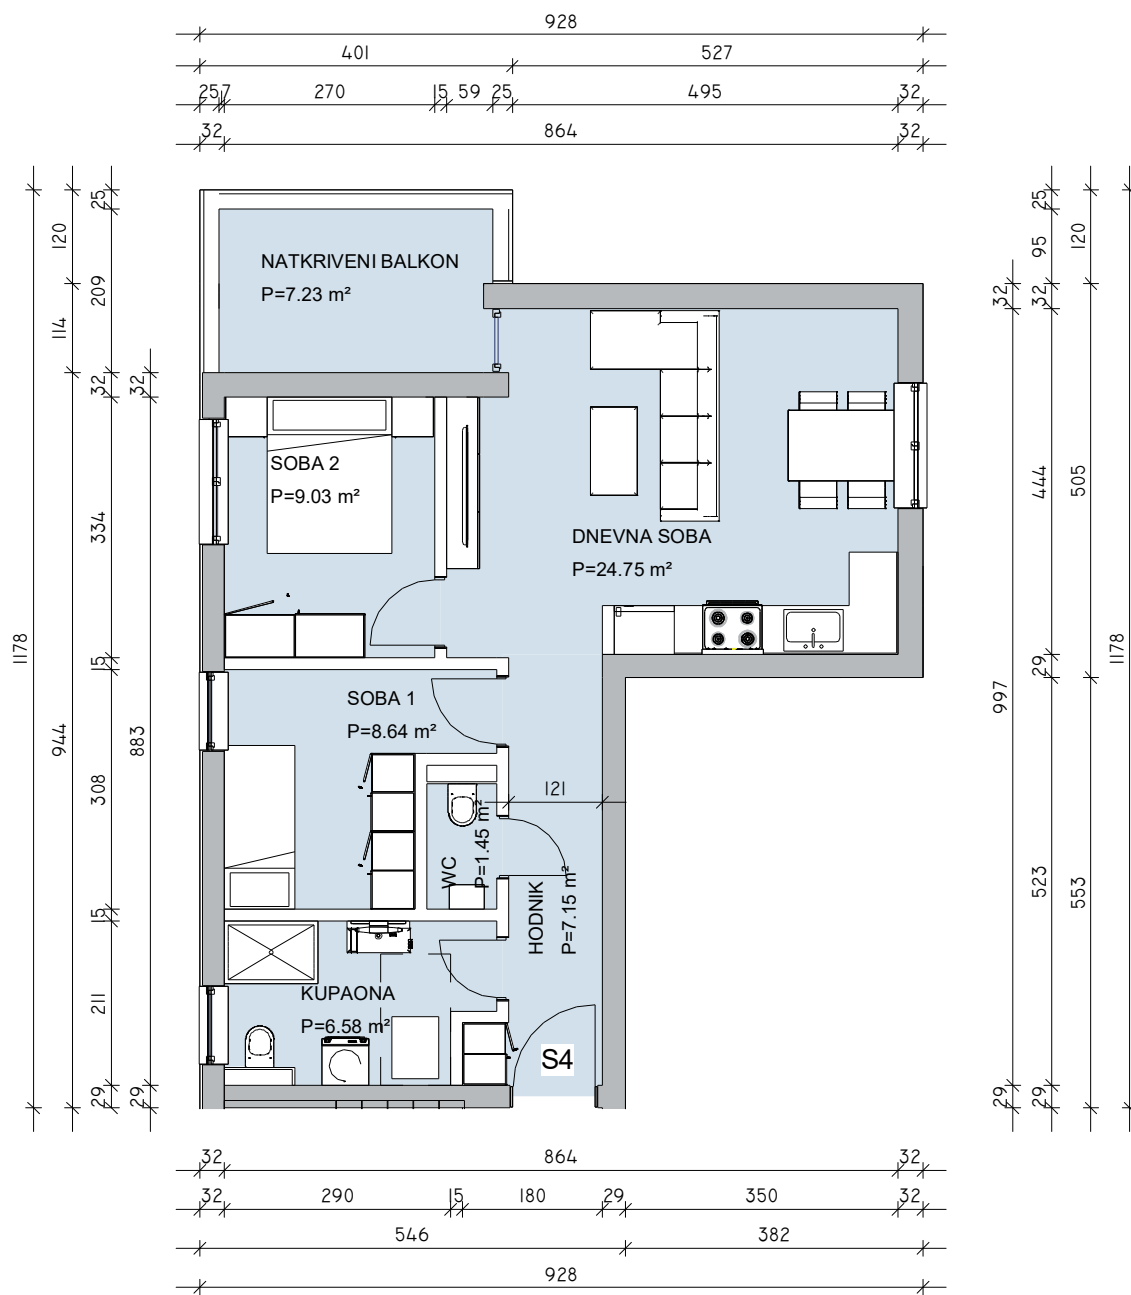 928
401 527
25 7 270 15 59 25 495 32
32 864 32
25
120
209
114
32 32
334
1178
15
944
883
308
15
211
29 29
25
95 120
32 32
444 505
1178
29
997
523 553
29 29
NATKRIVENI BALKON
P=7.23 m²
SOBA 2
P=9.03 m²
DNEVNA SOBA
P=24.75 m²
SOBA 1
P=8.64 m²
121
WC
P=1.45 m²
HODNIK
P=7.15 m²
KUPAONA
P=6.58 m²
S4
32 864 32
32 290 15 180 29 350 32
546 382
928